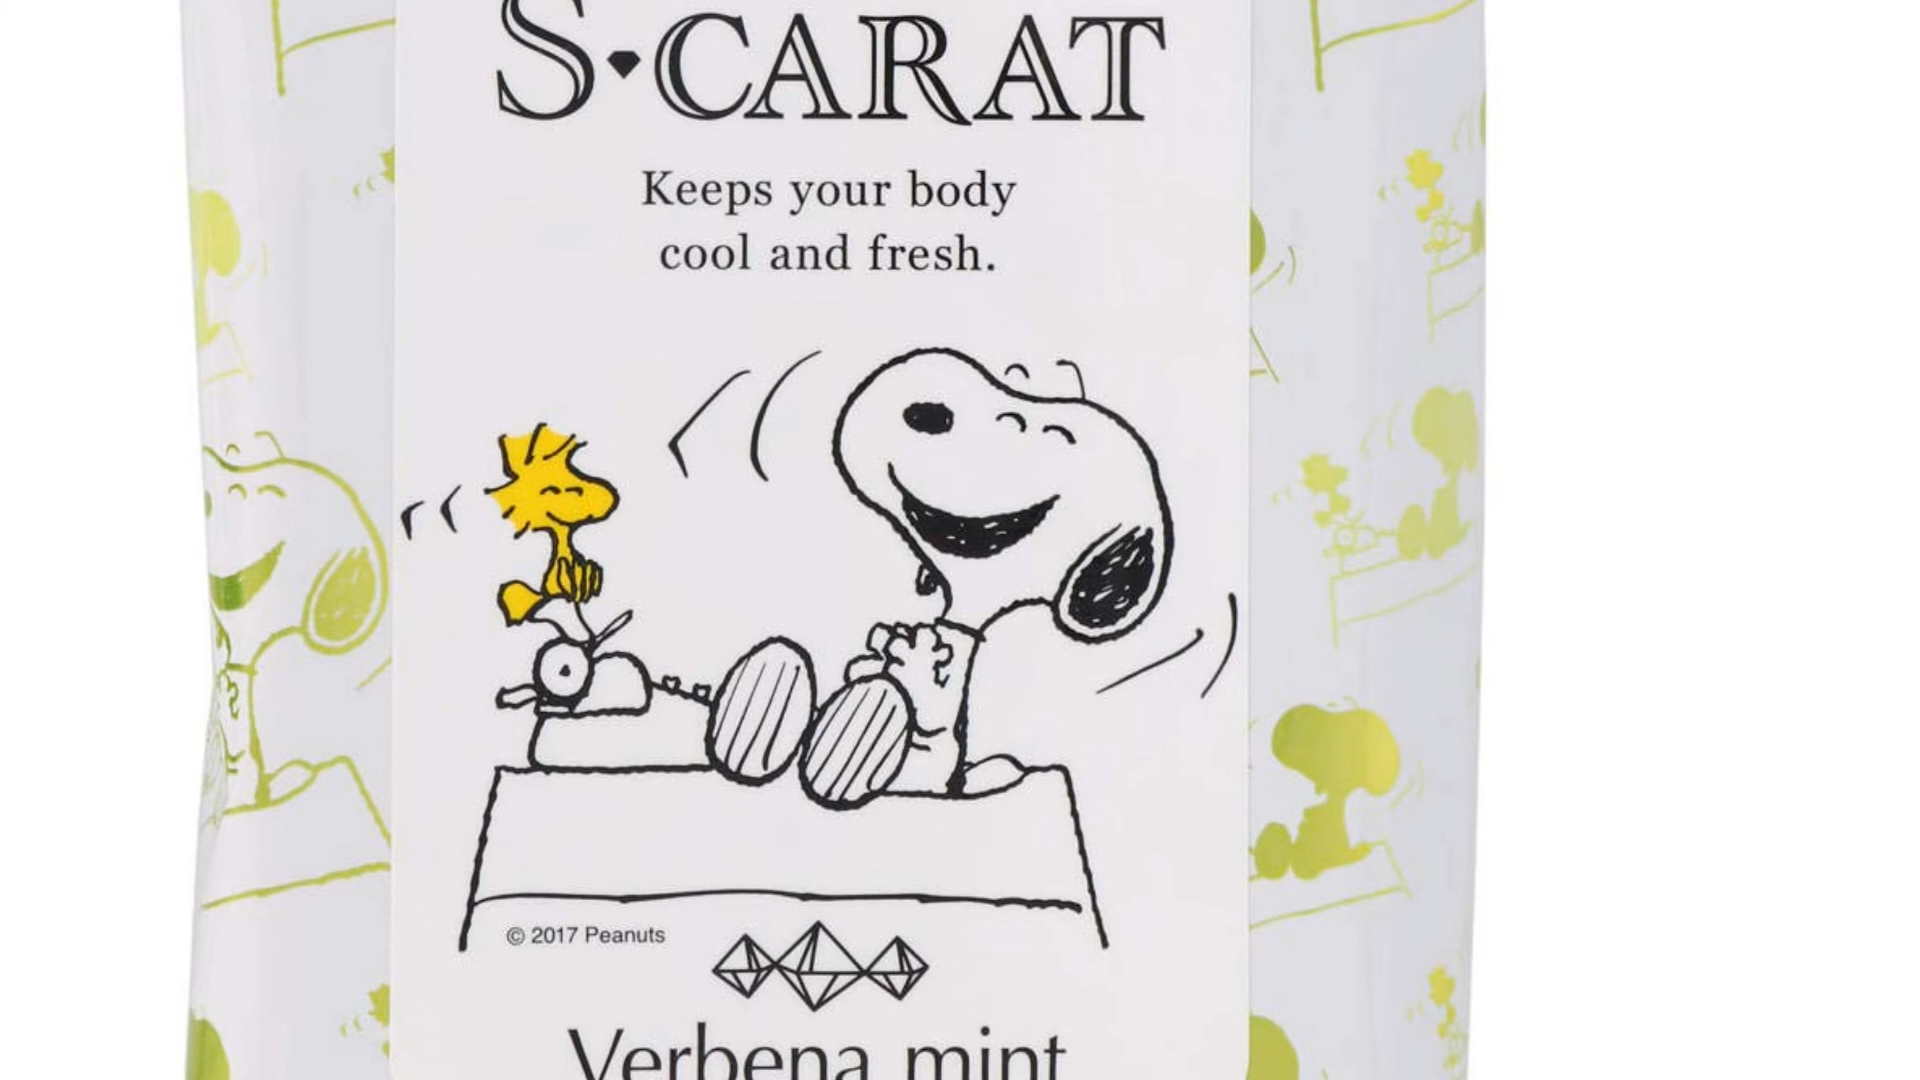 S·CARAT
Keeps your body
cool and fresh.
© 2017 Peanuts
Verbena mint